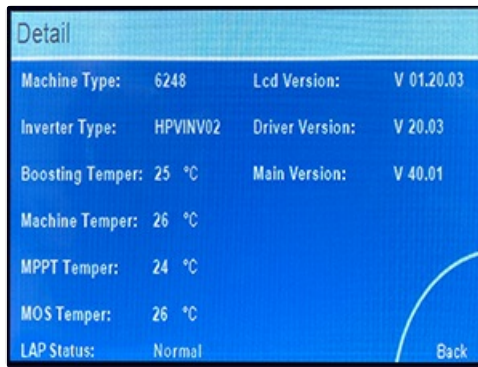 Detail
Machine Type: 6248 Lcd Version: V 01.20.03
Inverter Type: HPVINV02 Driver Version: V 20.03
Boosting Temper: 25 °C Main Version: V 40.01
Machine Temper: 26 °C
MPPT Temper: 24 °C
MOS Temper: 26 °C
LAP Status: Normal
Back